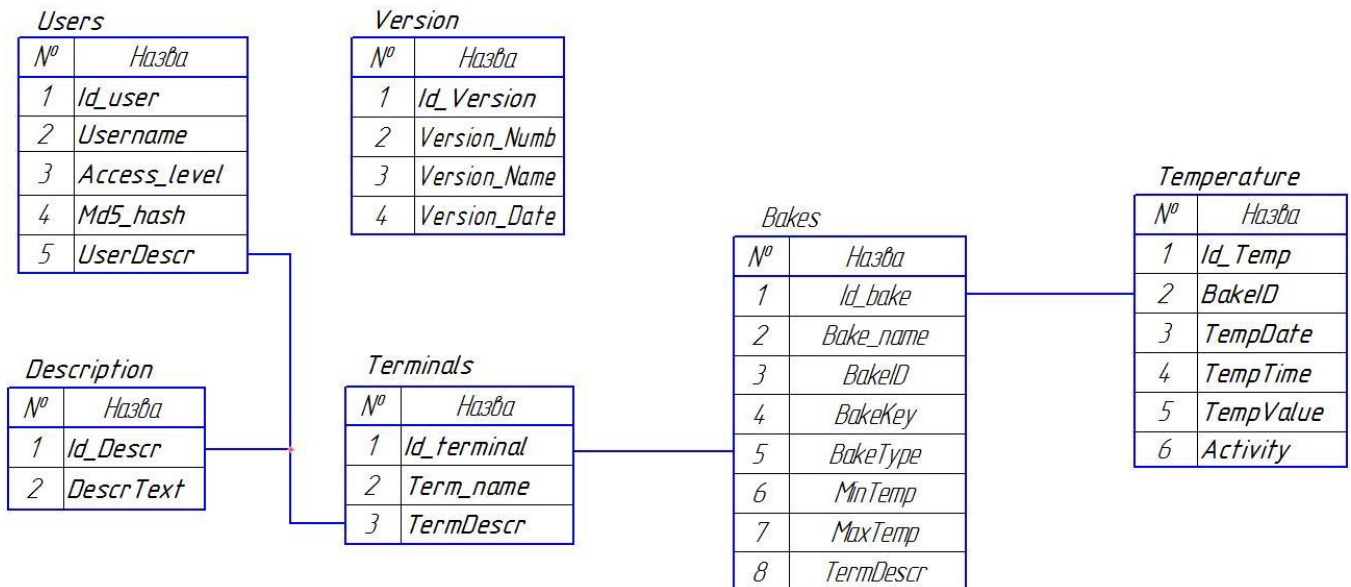 Users
№ Назва
1 Id_user
2 Username
3 Access_level
4 Md5_hash
5 UserDescr
Version
№ Назва
1 Id_Version
2 Version_Numb
3 Version_Name
4 Version_Date
Description
№ Назва
1 Id_Descr
2 DescrText
Terminals
№ Назва
1 Id_terminal
2 Term_name
3 TermDescr
Bakes
№ Назва
1 Id_bake
2 Bake_name
3 BakeID
4 BakeKey
5 BakeType
6 MinTemp
7 MaxTemp
8 TermDescr
Temperature
№ Назва
1 Id_Temp
2 BakeID
3 TempDate
4 TempTime
5 TempValue
6 Activity